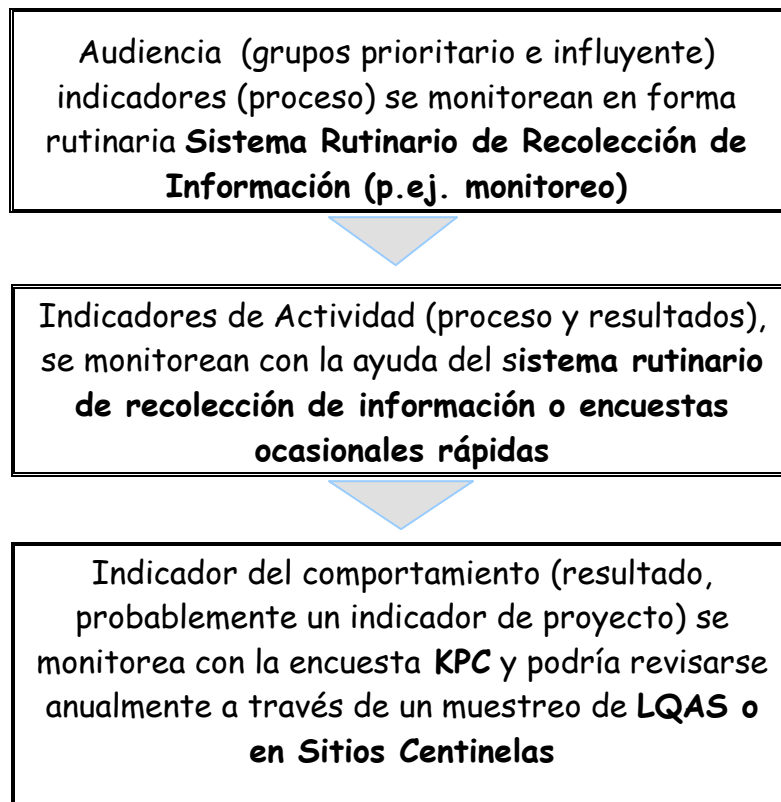 Audiencia (grupos prioritario e influyente)
indicadores (proceso) se monitorean en forma
rutinaria Sistema Rutinario de Recolección de
Información (p.ej. monitoreo)
Indicadores de Actividad (proceso y resultados),
se monitorean con la ayuda del sistema rutinario
de recolección de información o encuestas
ocasionales rápidas
Indicador del comportamiento (resultado,
probablemente un indicador de proyecto) se
monitorea con la encuesta KPC y podría revisarse
anualmente a través de un muestreo de LQAS o
en Sitios Centinelas